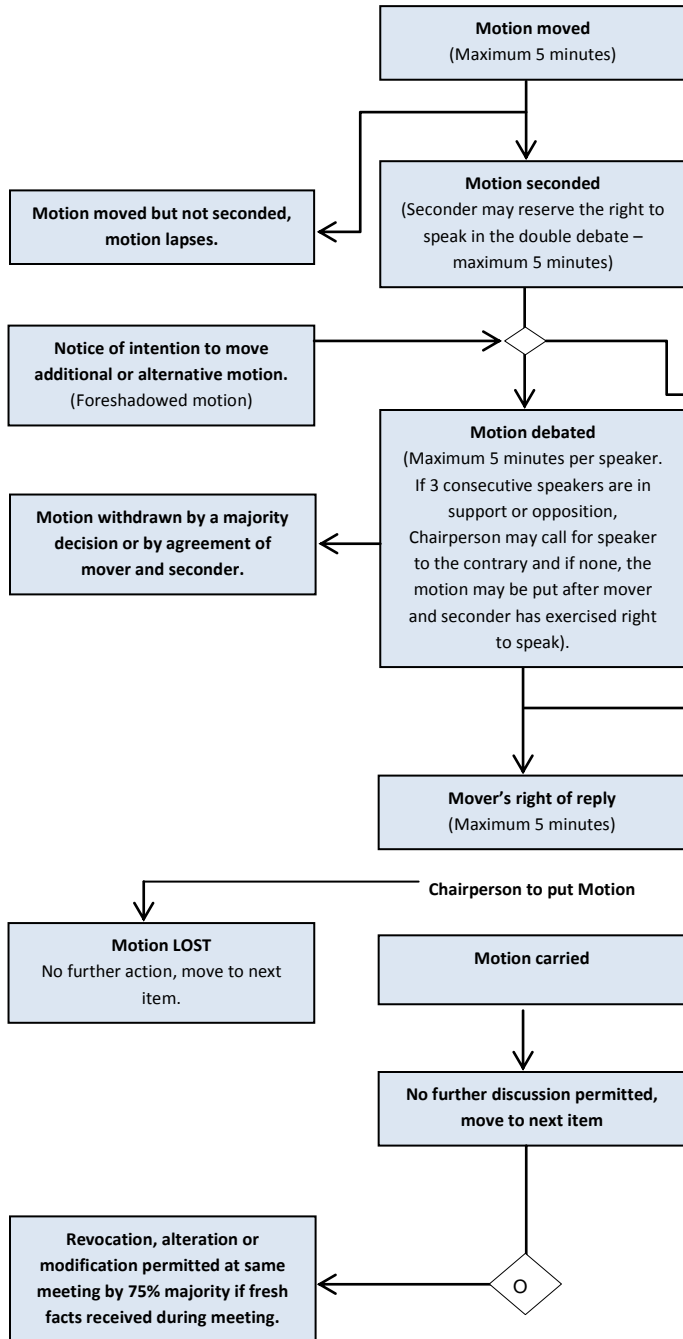 Motion moved
(Maximum 5 minutes)
Motion seconded
(Seconder may reserve the right to
speak in the double debate –
maximum 5 minutes)
Motion moved but not seconded,
motion lapses.
Notice of intention to move
additional or alternative motion.
(Foreshadowed motion)
Motion debated
(Maximum 5 minutes per speaker.
If 3 consecutive speakers are in
support or opposition,
Chairperson may call for speaker
to the contrary and if none, the
motion may be put after mover
and seconder has exercised right
to speak).
Motion withdrawn by a majority
decision or by agreement of
mover and seconder.
Mover’s right of reply
(Maximum 5 minutes)
Chairperson to put Motion
Motion LOST
No further action, move to next
item.
Motion carried
No further discussion permitted,
move to next item
Revocation, alteration or
modification permitted at same
meeting by 75% majority if fresh
facts received during meeting.
O